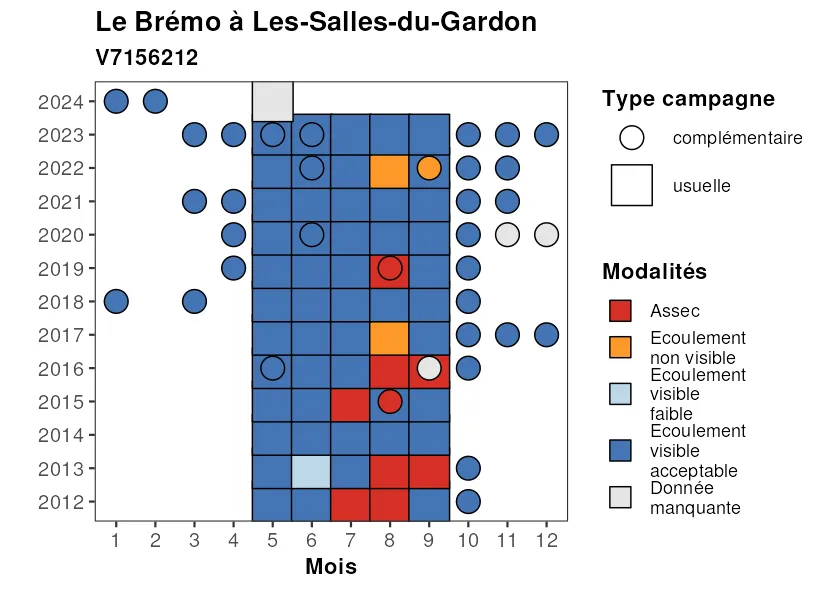 Le Brémo à Les-Salles-du-Gardon
V7156212
2024
2023
2022
2021
2020
2019
2018
2017
2016
2015
2014
2013
2012
1 2 3 4 5 6 7 8 9 10 11 12
Mois
Type campagne
complémentaire
usuelle
Modalités
Assec
Ecoulement
non visible
Ecoulement
visible
faible
Ecoulement
visible
acceptable
Donnée
manquante